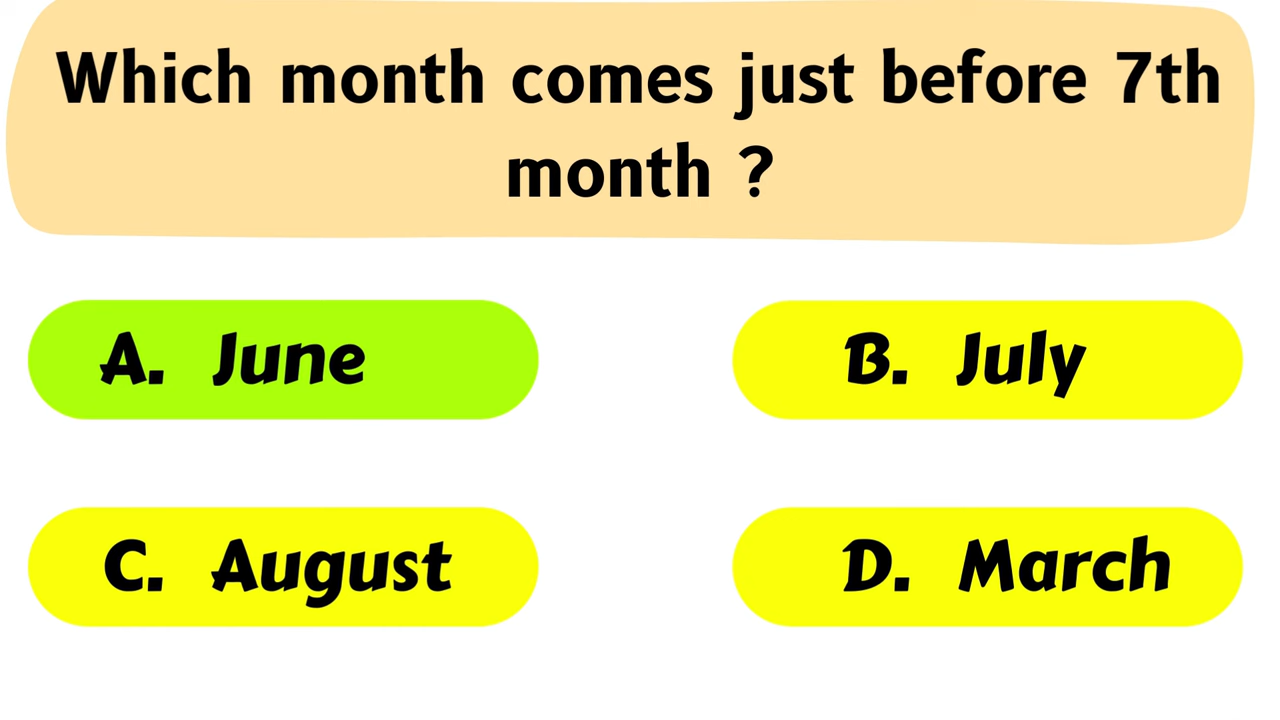 Which month comes just before 7th
month ?
A. June
B. July
C. August
D. March